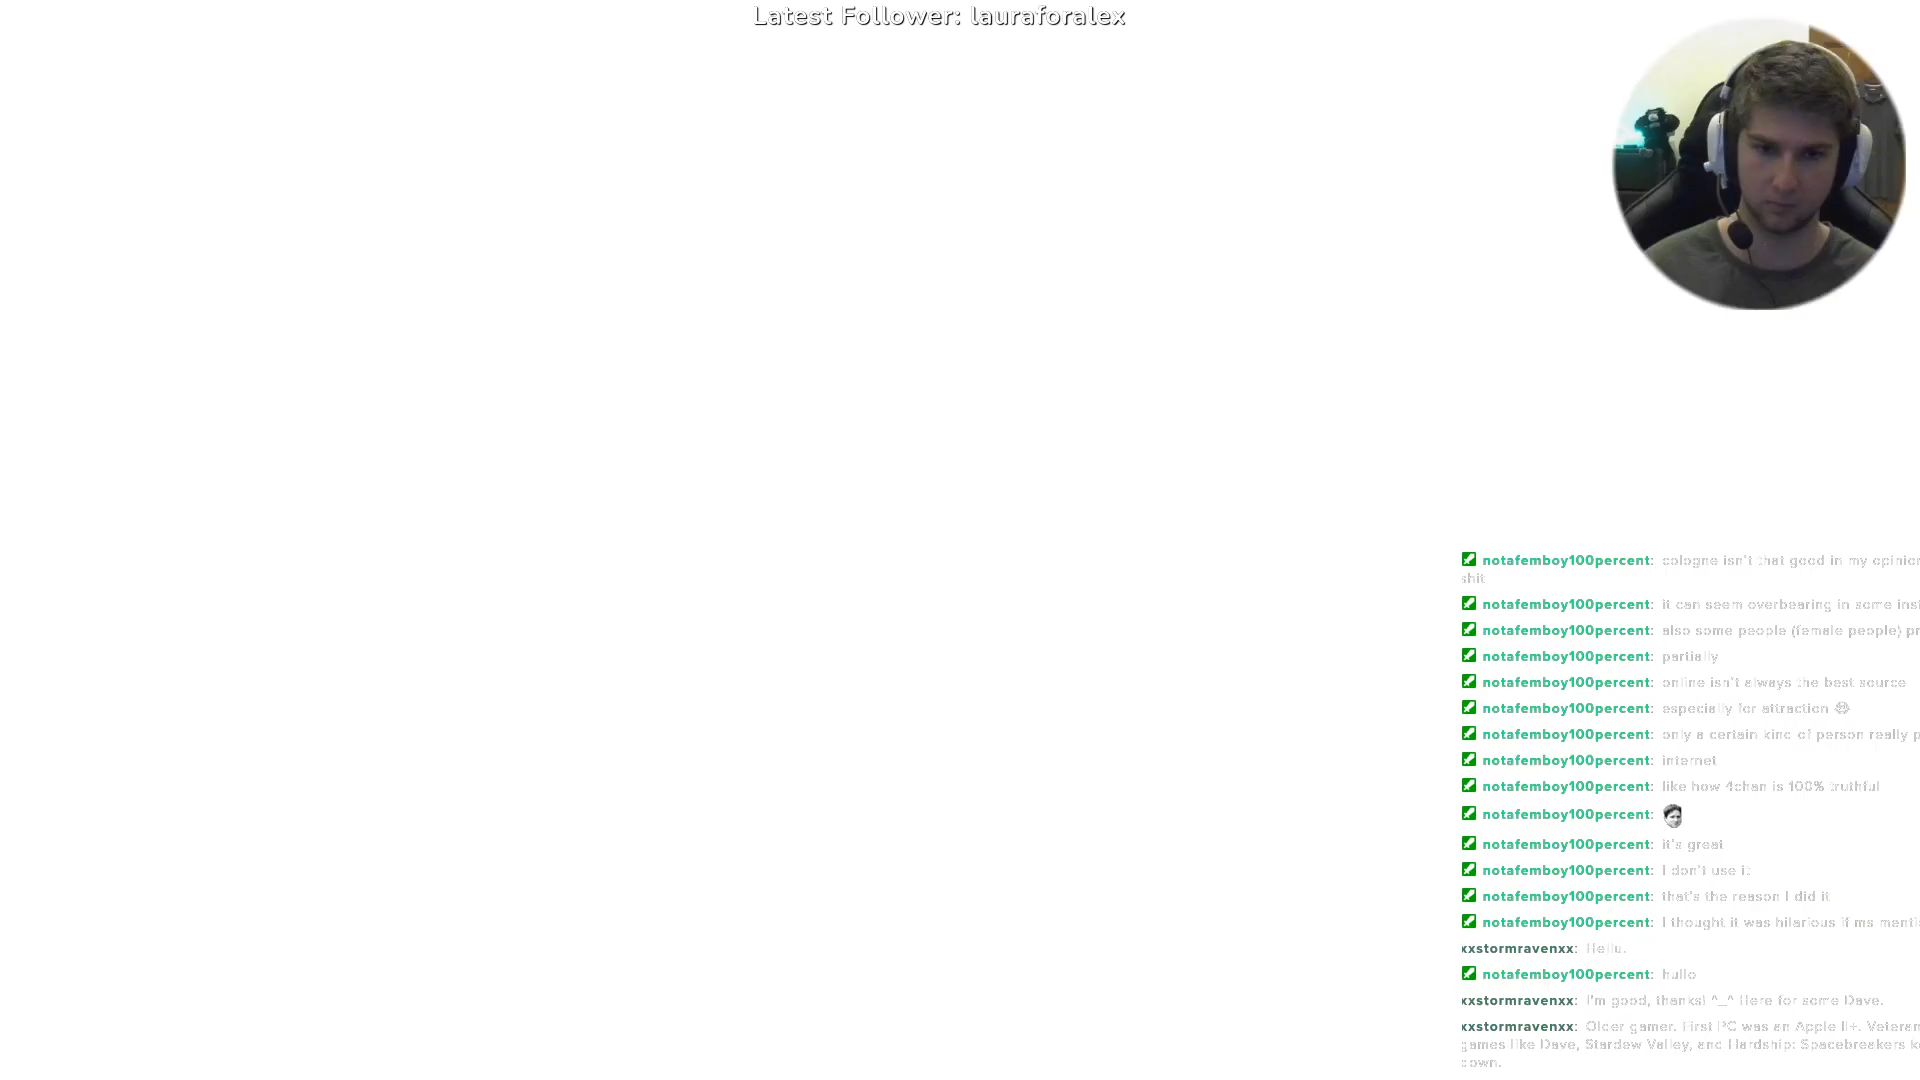 Latest Follower: lauraforalex
notafemboy100percent: cologne isn't that good in my opinion
shit
notafemboy100percent: it can seem overbearing in some
notafemboy100percent: also some people (female people)
notafemboy100percent: partially
notafemboy100percent: online isn't always the best source
notafemboy100percent: especially for attraction 😂
notafemboy100percent: only a certain kind of person really
notafemboy100percent: internet
notafemboy100percent: like how 4chan is 100% truthful
notafemboy100percent:
notafemboy100percent: it's great
notafemboy100percent: I don't use it
notafemboy100percent: that's the reason I did it
notafemboy100percent: I thought it was hilarious if ms
xxstormravenxx: Hellu.
notafemboy100percent: hullo
xxstormravenxx: I'm good, thanks! ^_^ Here for some Dave.
xxstormravenxx: Older gamer. First PC was an Apple II+. Veteran
games like Dave, Stardew Valley, and Hardship: Spacebreakers
down.